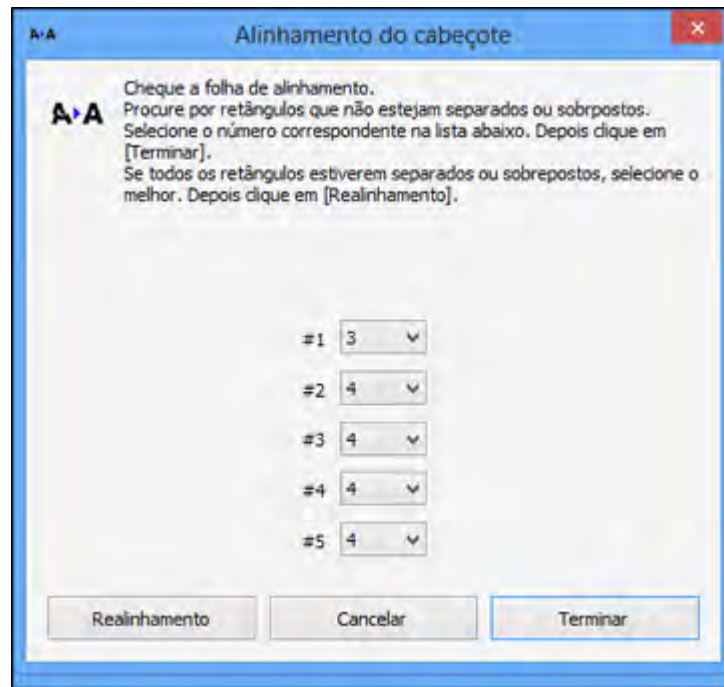 A▸A Alinhamento do cabeçote
A▸A
Cheque a folha de alinhamento.
Procure por retângulos que não estejam separados ou sobrpostos.
Selecione o número correspondente na lista abaixo. Depois clique em
[Terminar].
Se todos os retângulos estiverem separados ou sobrepostos, selecione o
melhor. Depois clique em [Realinhamento].
#1 3
#2 4
#3 4
#4 4
#5 4
Realinhamento Cancelar Terminar